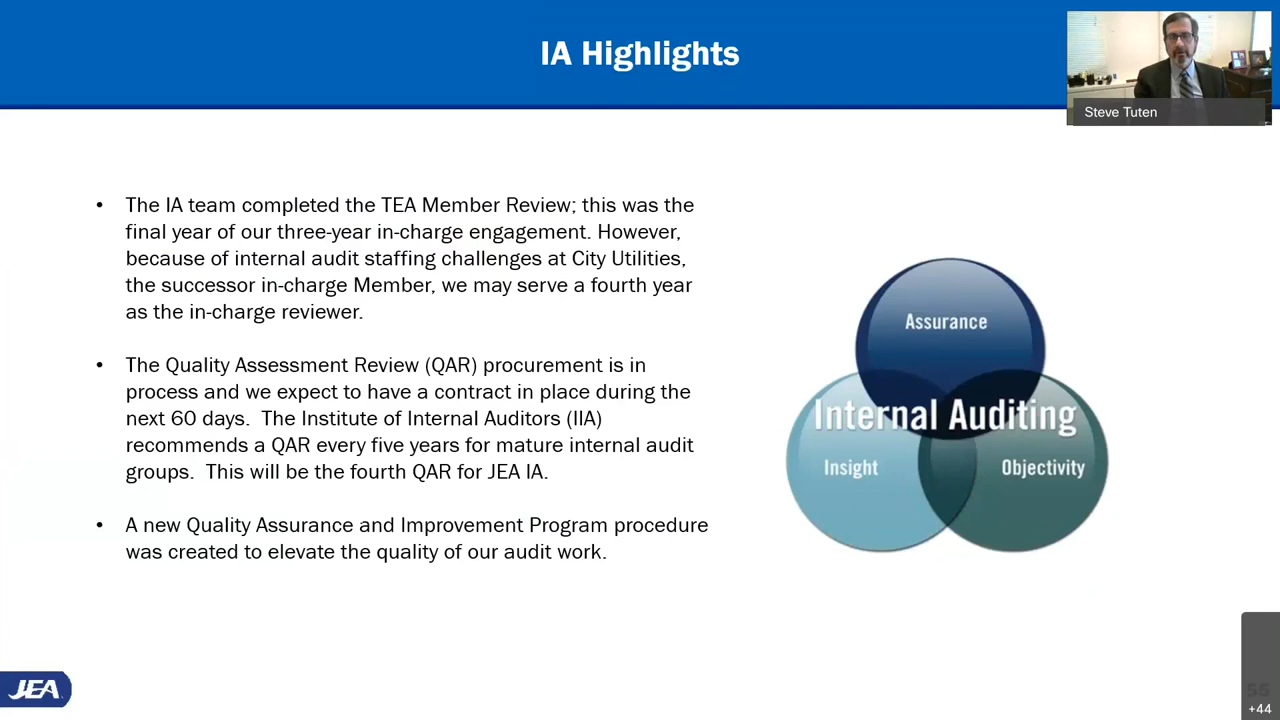 IA Highlights
Steve Tuten
• The IA team completed the TEA Member Review; this was the
final year of our three-year in-charge engagement. However,
because of internal audit staffing challenges at City Utilities,
the successor in-charge Member, we may serve a fourth year
as the in-charge reviewer.
• The Quality Assessment Review (QAR) procurement is in
process and we expect to have a contract in place during the
next 60 days. The Institute of Internal Auditors (IIA)
recommends a QAR every five years for mature internal audit
groups. This will be the fourth QAR for JEA IA.
• A new Quality Assurance and Improvement Program procedure
was created to elevate the quality of our audit work.
Assurance
Internal Auditing
Insight
Objectivity
JEA
+44